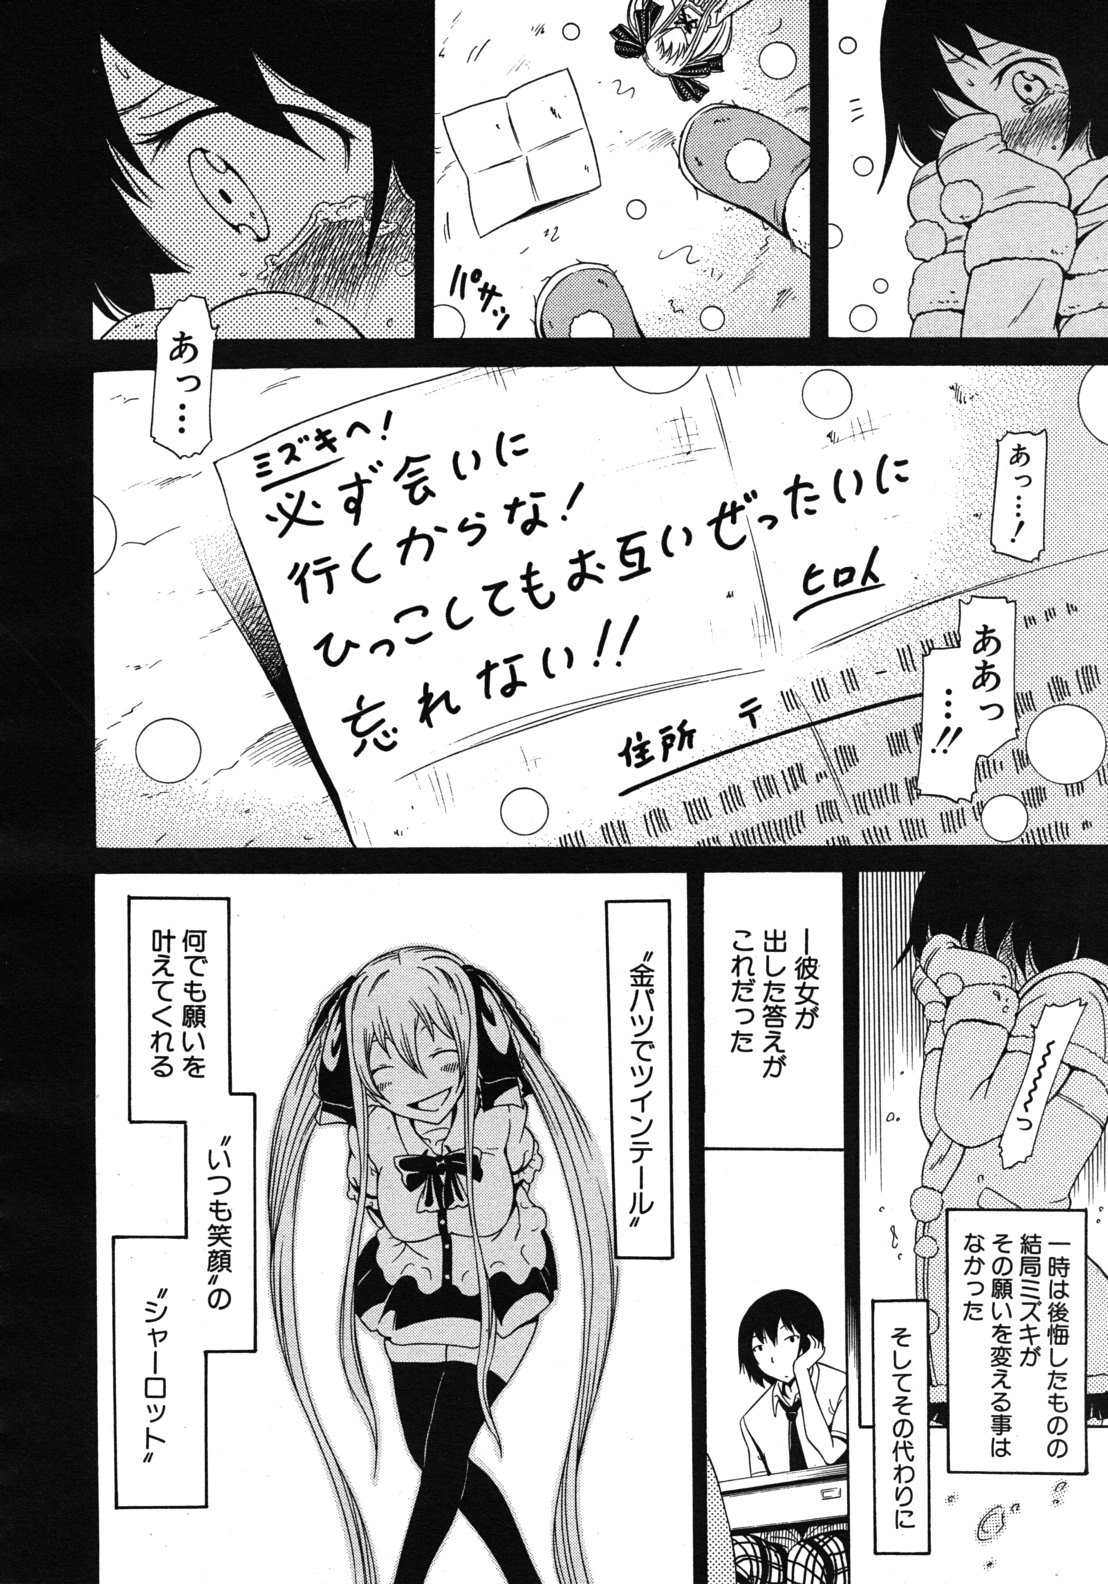 パサッ
あっ…
ミズキへ!
必ず会いに
行くからな!
ひっこしてもお互いぜったいに
忘れない!!
ヒロト
住所 〒
あっ…!
ああっ
…!!
〜〜〜〜っ
一時は後悔したものの
結局ミズキが
その願いを変える事は
なかった
そしてその代わりに
ー彼女が
出した答えが
これだった
〝金パツでツインテール〟
何でも願いを
叶えてくれる
〝いつも笑顔〟の
〝シャーロット〟